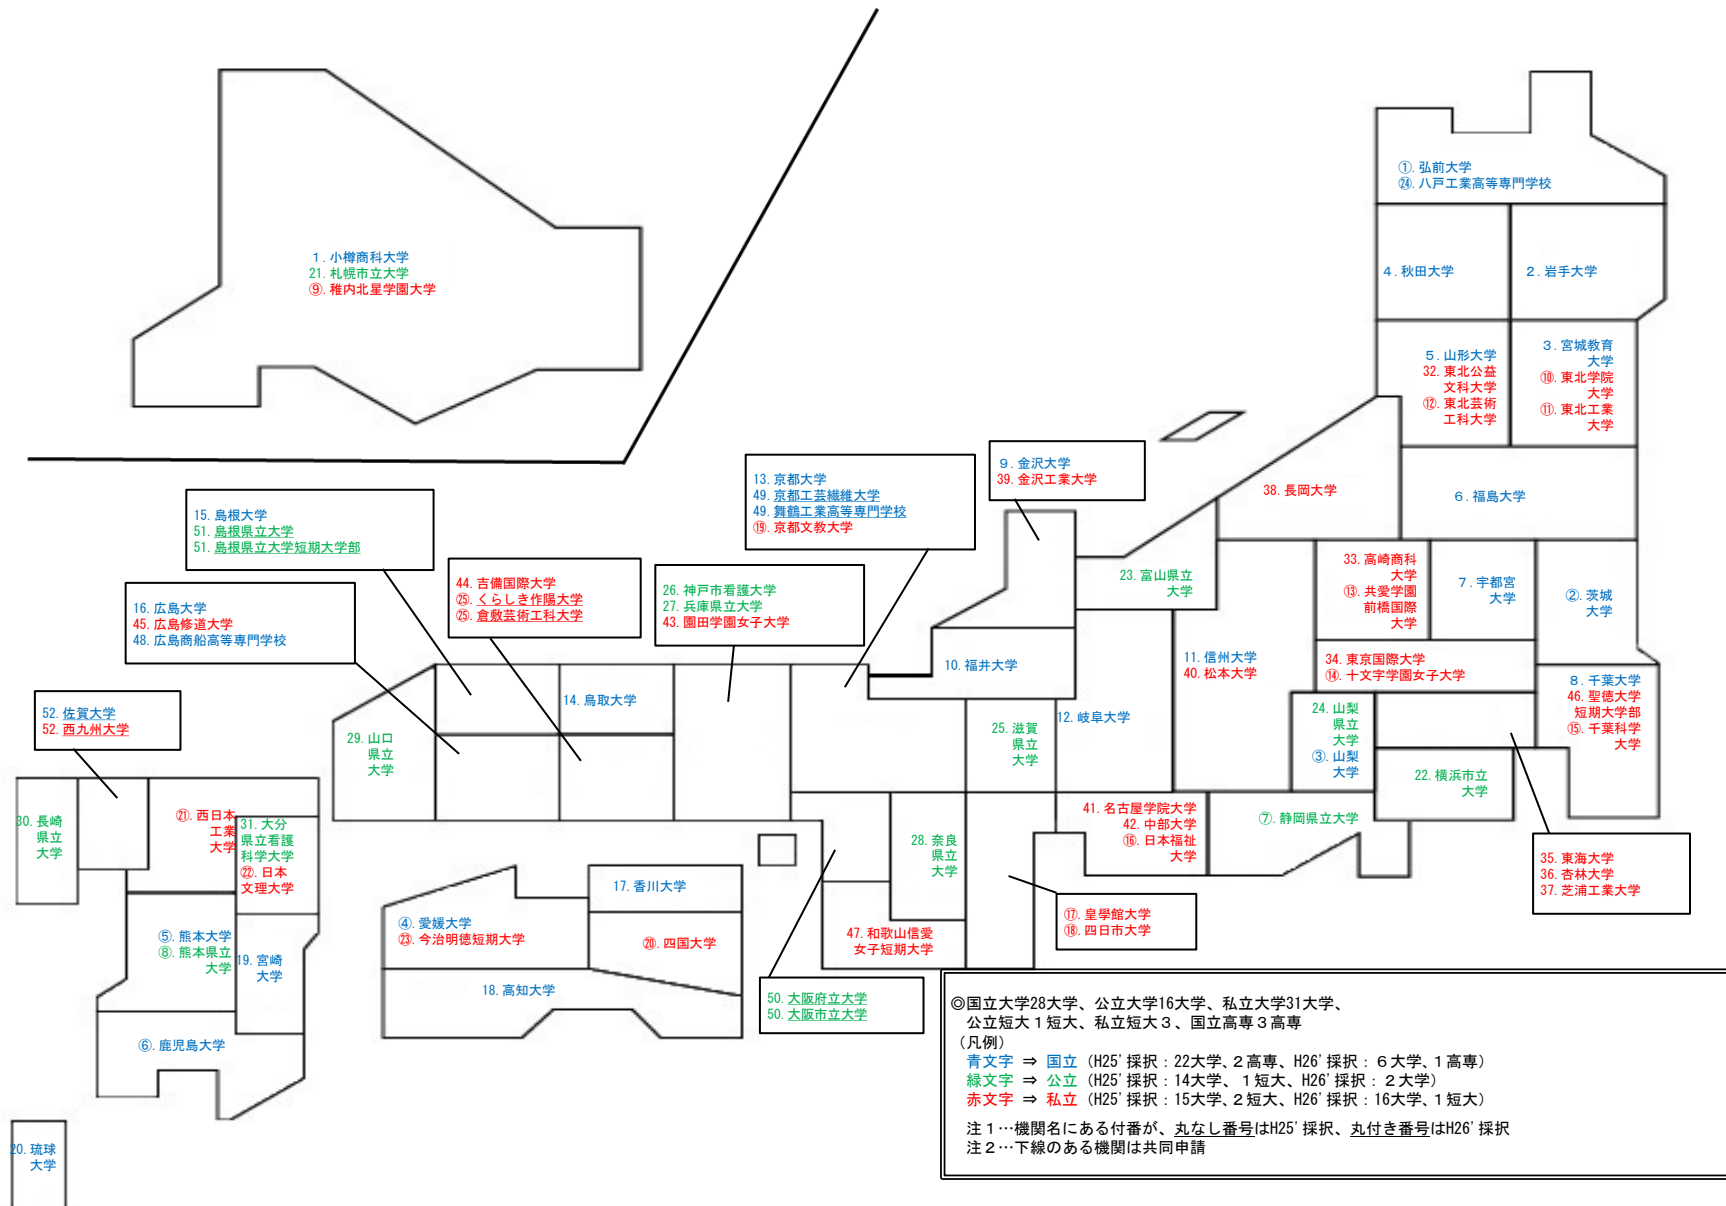 ①. 弘前大学
㉔. 八戸工業高等専門学校
1. 小樽商科大学
21. 札幌市立大学
⑨. 稚内北星学園大学
4. 秋田大学
2. 岩手大学
5. 山形大学
32. 東北公益
文科大学
⑫. 東北芸術
工科大学
3. 宮城教育
大学
⑩. 東北学院
大学
⑪. 東北工業
大学
38. 長岡大学
6. 福島大学
9. 金沢大学
39. 金沢工業大学
13. 京都大学
49. 京都工芸繊維大学
49. 舞鶴工業高等専門学校
⑲. 京都文教大学
15. 島根大学
51. 島根県立大学
51. 島根県立大学短期大学部
16. 広島大学
45. 広島修道大学
48. 広島商船高等専門学校
44. 吉備国際大学
㉕. くらしき作陽大学
㉕. 倉敷芸術工科大学
26. 神戸市看護大学
27. 兵庫県立大学
43. 園田学園女子大学
23. 富山県立
大学
33. 高崎商科
大学
⑬. 共愛学園
前橋国際
大学
7. 宇都宮
大学
②. 茨城
大学
10. 福井大学
11. 信州大学
40. 松本大学
34. 東京国際大学
⑭. 十文字学園女子大学
8. 千葉大学
46. 聖徳大学
短期大学部
⑮. 千葉科学
大学
52. 佐賀大学
52. 西九州大学
14. 鳥取大学
29. 山口
県立
大学
25. 滋賀
県立
大学
12. 岐阜大学
24. 山梨
県立
大学
③. 山梨
大学
22. 横浜市立
大学
30. 長崎
県立
大学
㉑. 西日本
工業
大学
31. 大分
県立看護
科学大学
㉒. 日本
文理大学
28. 奈良
県立
大学
41. 名古屋学院大学
42. 中部大学
⑯. 日本福祉
大学
⑦. 静岡県立大学
35. 東海大学
36. 杏林大学
37. 芝浦工業大学
17. 香川大学
④. 愛媛大学
㉓. 今治明徳短期大学
⑳. 四国大学
18. 高知大学
47. 和歌山信愛
女子短期大学
⑰. 皇學館大学
⑱. 四日市大学
⑤. 熊本大学
⑧. 熊本県立
大学
19. 宮崎
大学
50. 大阪府立大学
50. 大阪市立大学
⑥. 鹿児島大学
20. 琉球
大学
◎国立大学28大学、公立大学16大学、私立大学31大学、
公立短大1短大、私立短大3、国立高専3高専
(凡例)
青文字 ⇒ 国立 (H25'採択：22大学、2高専、H26'採択：6大学、1高専)
緑文字 ⇒ 公立 (H25'採択：14大学、1短大、H26'採択：2大学)
赤文字 ⇒ 私立 (H25'採択：15大学、2短大、H26'採択：16大学、1短大)
注1…機関名にある付番が、丸なし番号はH25'採択、丸付き番号はH26'採択
注2…下線のある機関は共同申請